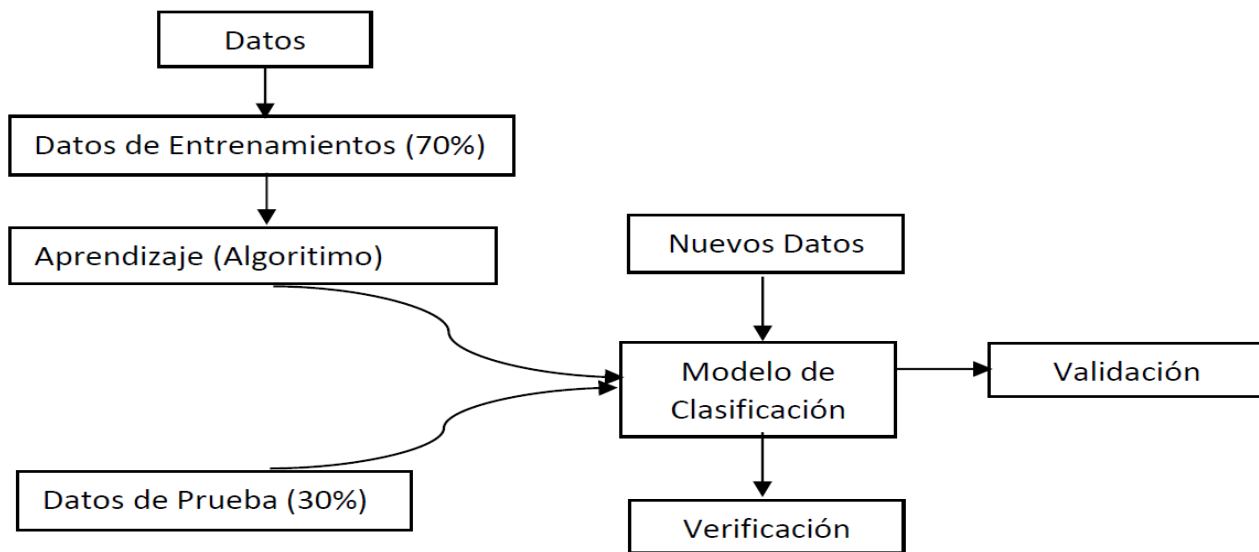 Datos
Datos de Entrenamientos (70%)
Aprendizaje (Algoritimo)
Nuevos Datos
Modelo de
Clasificación
Validación
Datos de Prueba (30%)
Verificación